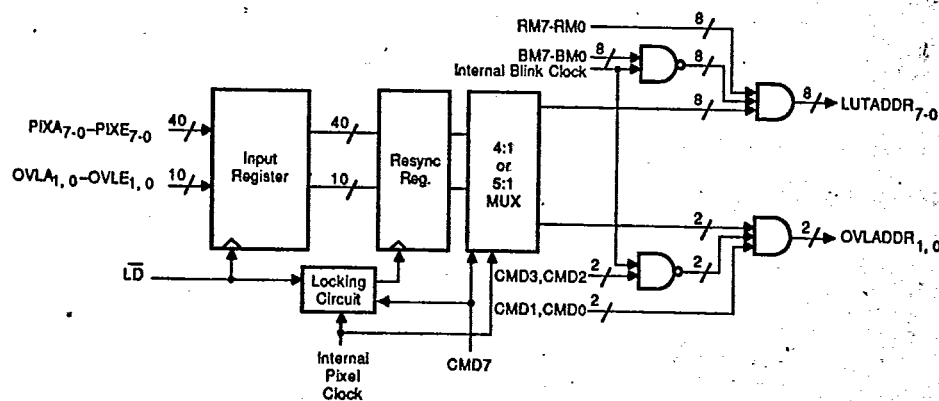 RM7-RM0 8
BM7-BM0 8
Internal Blink Clock
8
8
8 LUTADDR7-0
PIXA7-0–PIXE7-0 40
40
OVLA1, 0–OVLE1, 0 10
10
Input
Register
Resync
Reg.
4:1
or
5:1
MUX
2
2 OVLADDR1, 0
2
CMD3,CMD2 2
CMD1,CMD0 2
LD
Locking
Circuit
Internal
Pixel
Clock
CMD7